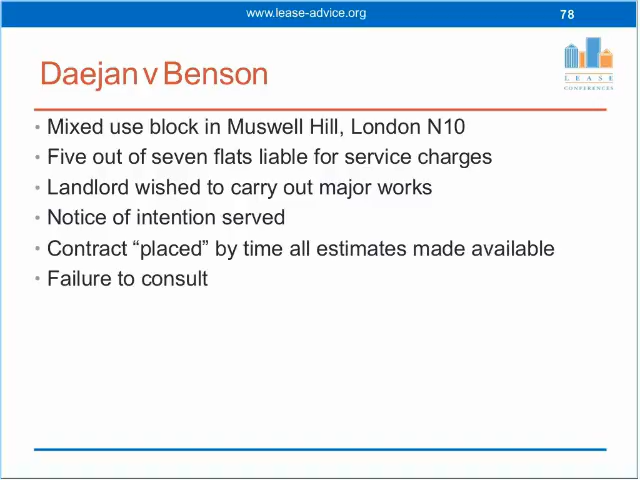 www.lease-advice.org
78
Daejan v Benson
LEASE
CONFERENCES
• Mixed use block in Muswell Hill, London N10
• Five out of seven flats liable for service charges
• Landlord wished to carry out major works
• Notice of intention served
• Contract “placed” by time all estimates made available
• Failure to consult